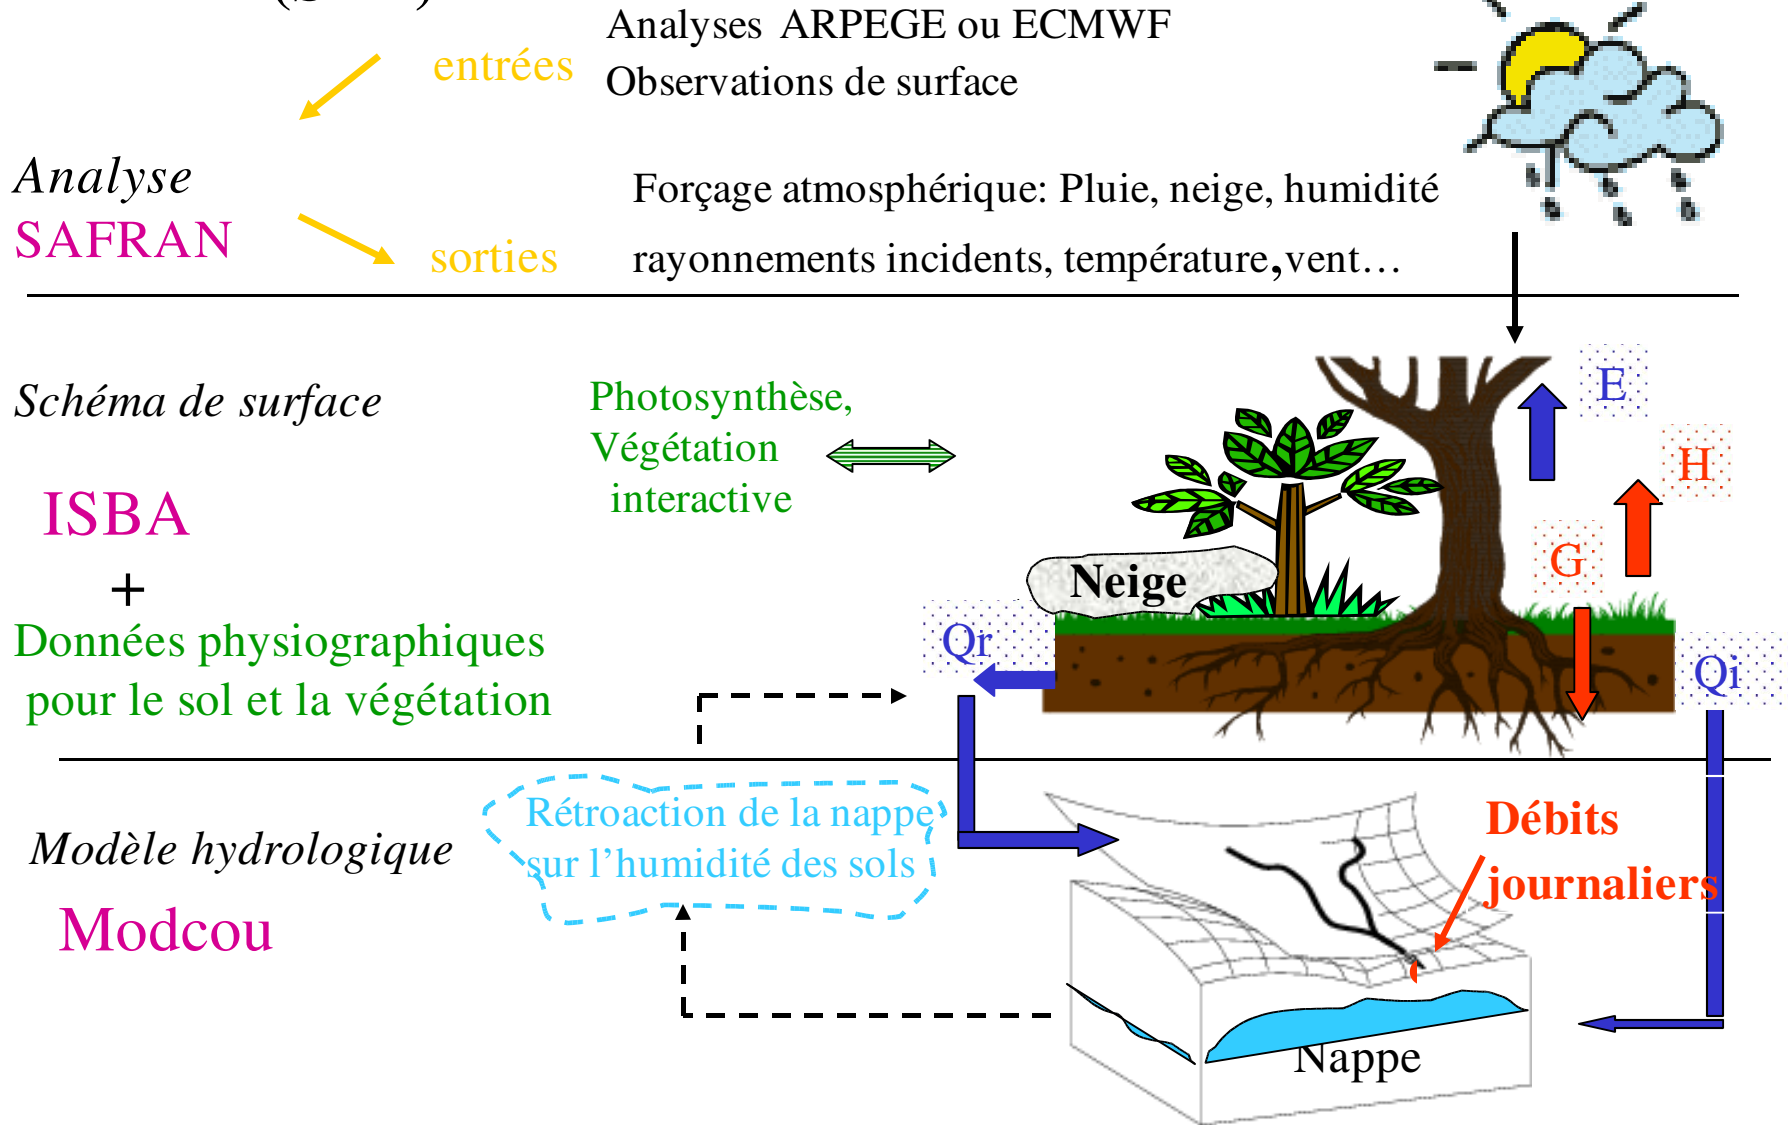 Analyses ARPEGE ou ECMWF
entrées
Observations de surface
Analyse
SAFRAN
Forçage atmosphérique: Pluie, neige, humidité
sorties
rayonnements incidents, température,vent…
Schéma de surface
Photosynthèse,
Végétation
interactive
ISBA
+
Données physiographiques
pour le sol et la végétation
E
H
G
Neige
Qr
Qi
Rétroaction de la nappe
sur l’humidité des sols
Modèle hydrologique
Modcou
Débits
journaliers
Nappe